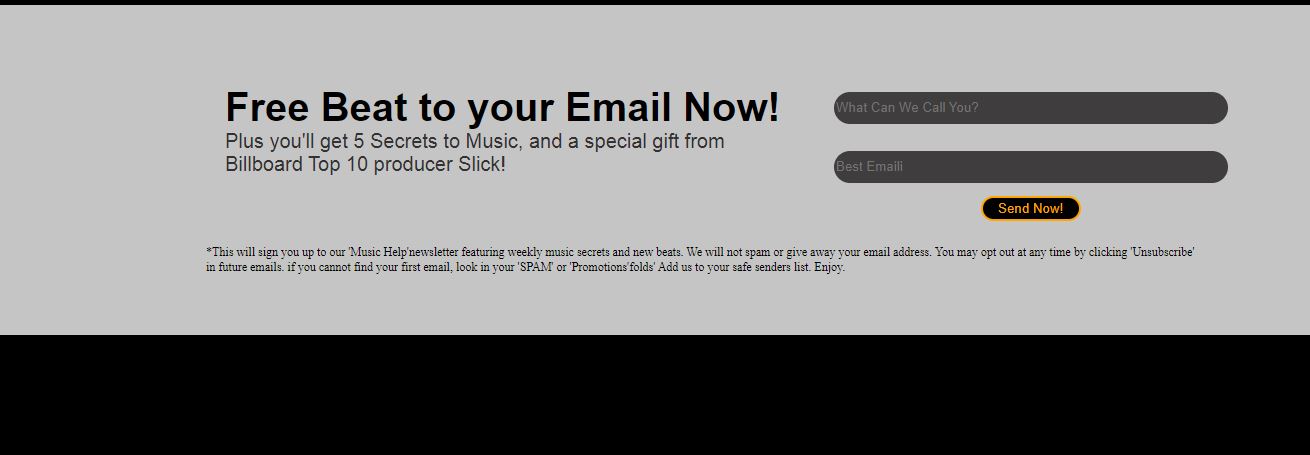 Free Beat to your Email Now!
Plus you'll get 5 Secrets to Music, and a special gift from
Billboard Top 10 producer Slick!
What Can We Call You?
Best Emaili
Send Now!
*This will sign you up to our 'Music Help'newsletter featuring weekly music secrets and new beats. We will not spam or give away your email address. You may opt out at any time by clicking 'Unsubscribe'
in future emails. if you cannot find your first email, look in your 'SPAM' or 'Promotions'folds' Add us to your safe senders list. Enjoy.